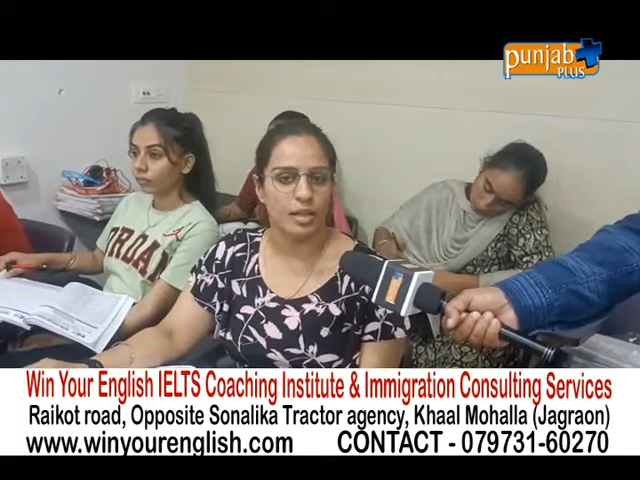 punjab
PLUS
JORDAN
Win Your English IELTS Coaching Institute & Immigration Consulting Services
Raikot road, Opposite Sonalika Tractor agency, Khaal Mohalla (Jagraon)
www.winyourenglish.com CONTACT - 079731-60270